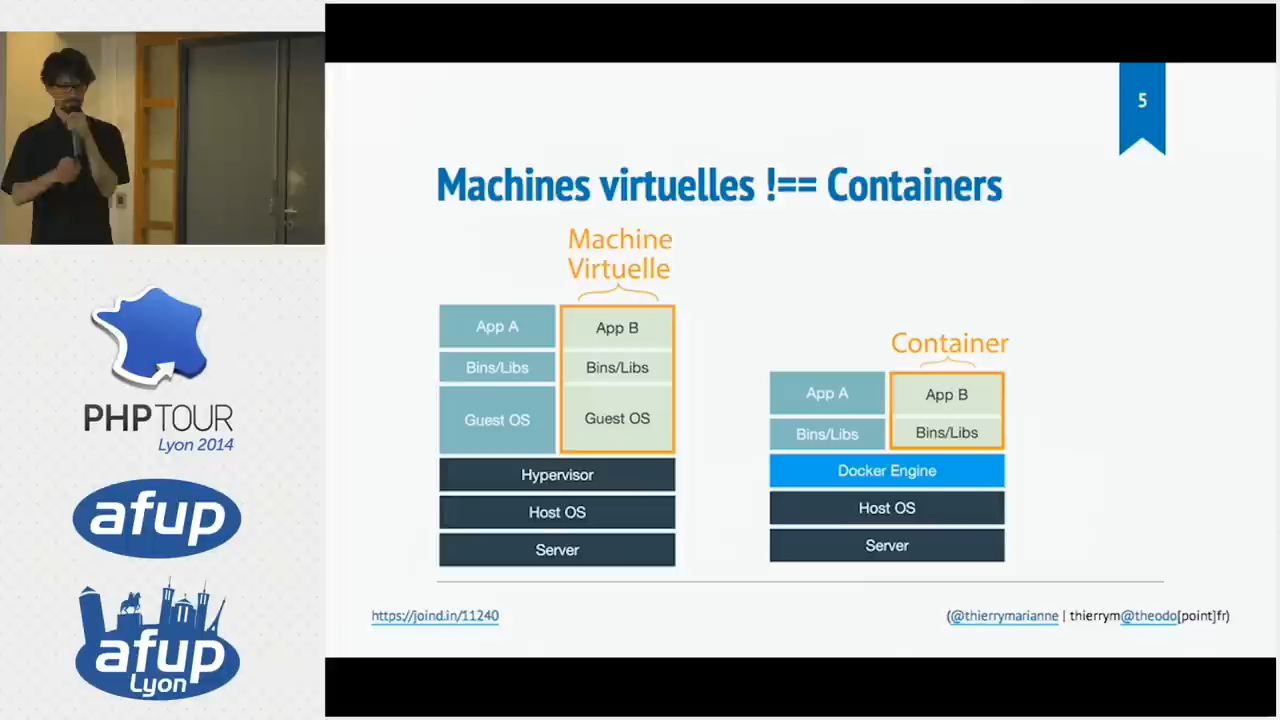 5
Machines virtuelles !== Containers
Machine
Virtuelle
App A
App B
Bins/Libs
Bins/Libs
Guest OS
Guest OS
Hypervisor
Host OS
Server
Container
App A
App B
Bins/Libs
Bins/Libs
Docker Engine
Host OS
Server
https://joind.in/11240
(@thierrymarianne | thierrym@theodo[point]fr)
PHP TOUR
Lyon 2014
afup
afup
Lyon